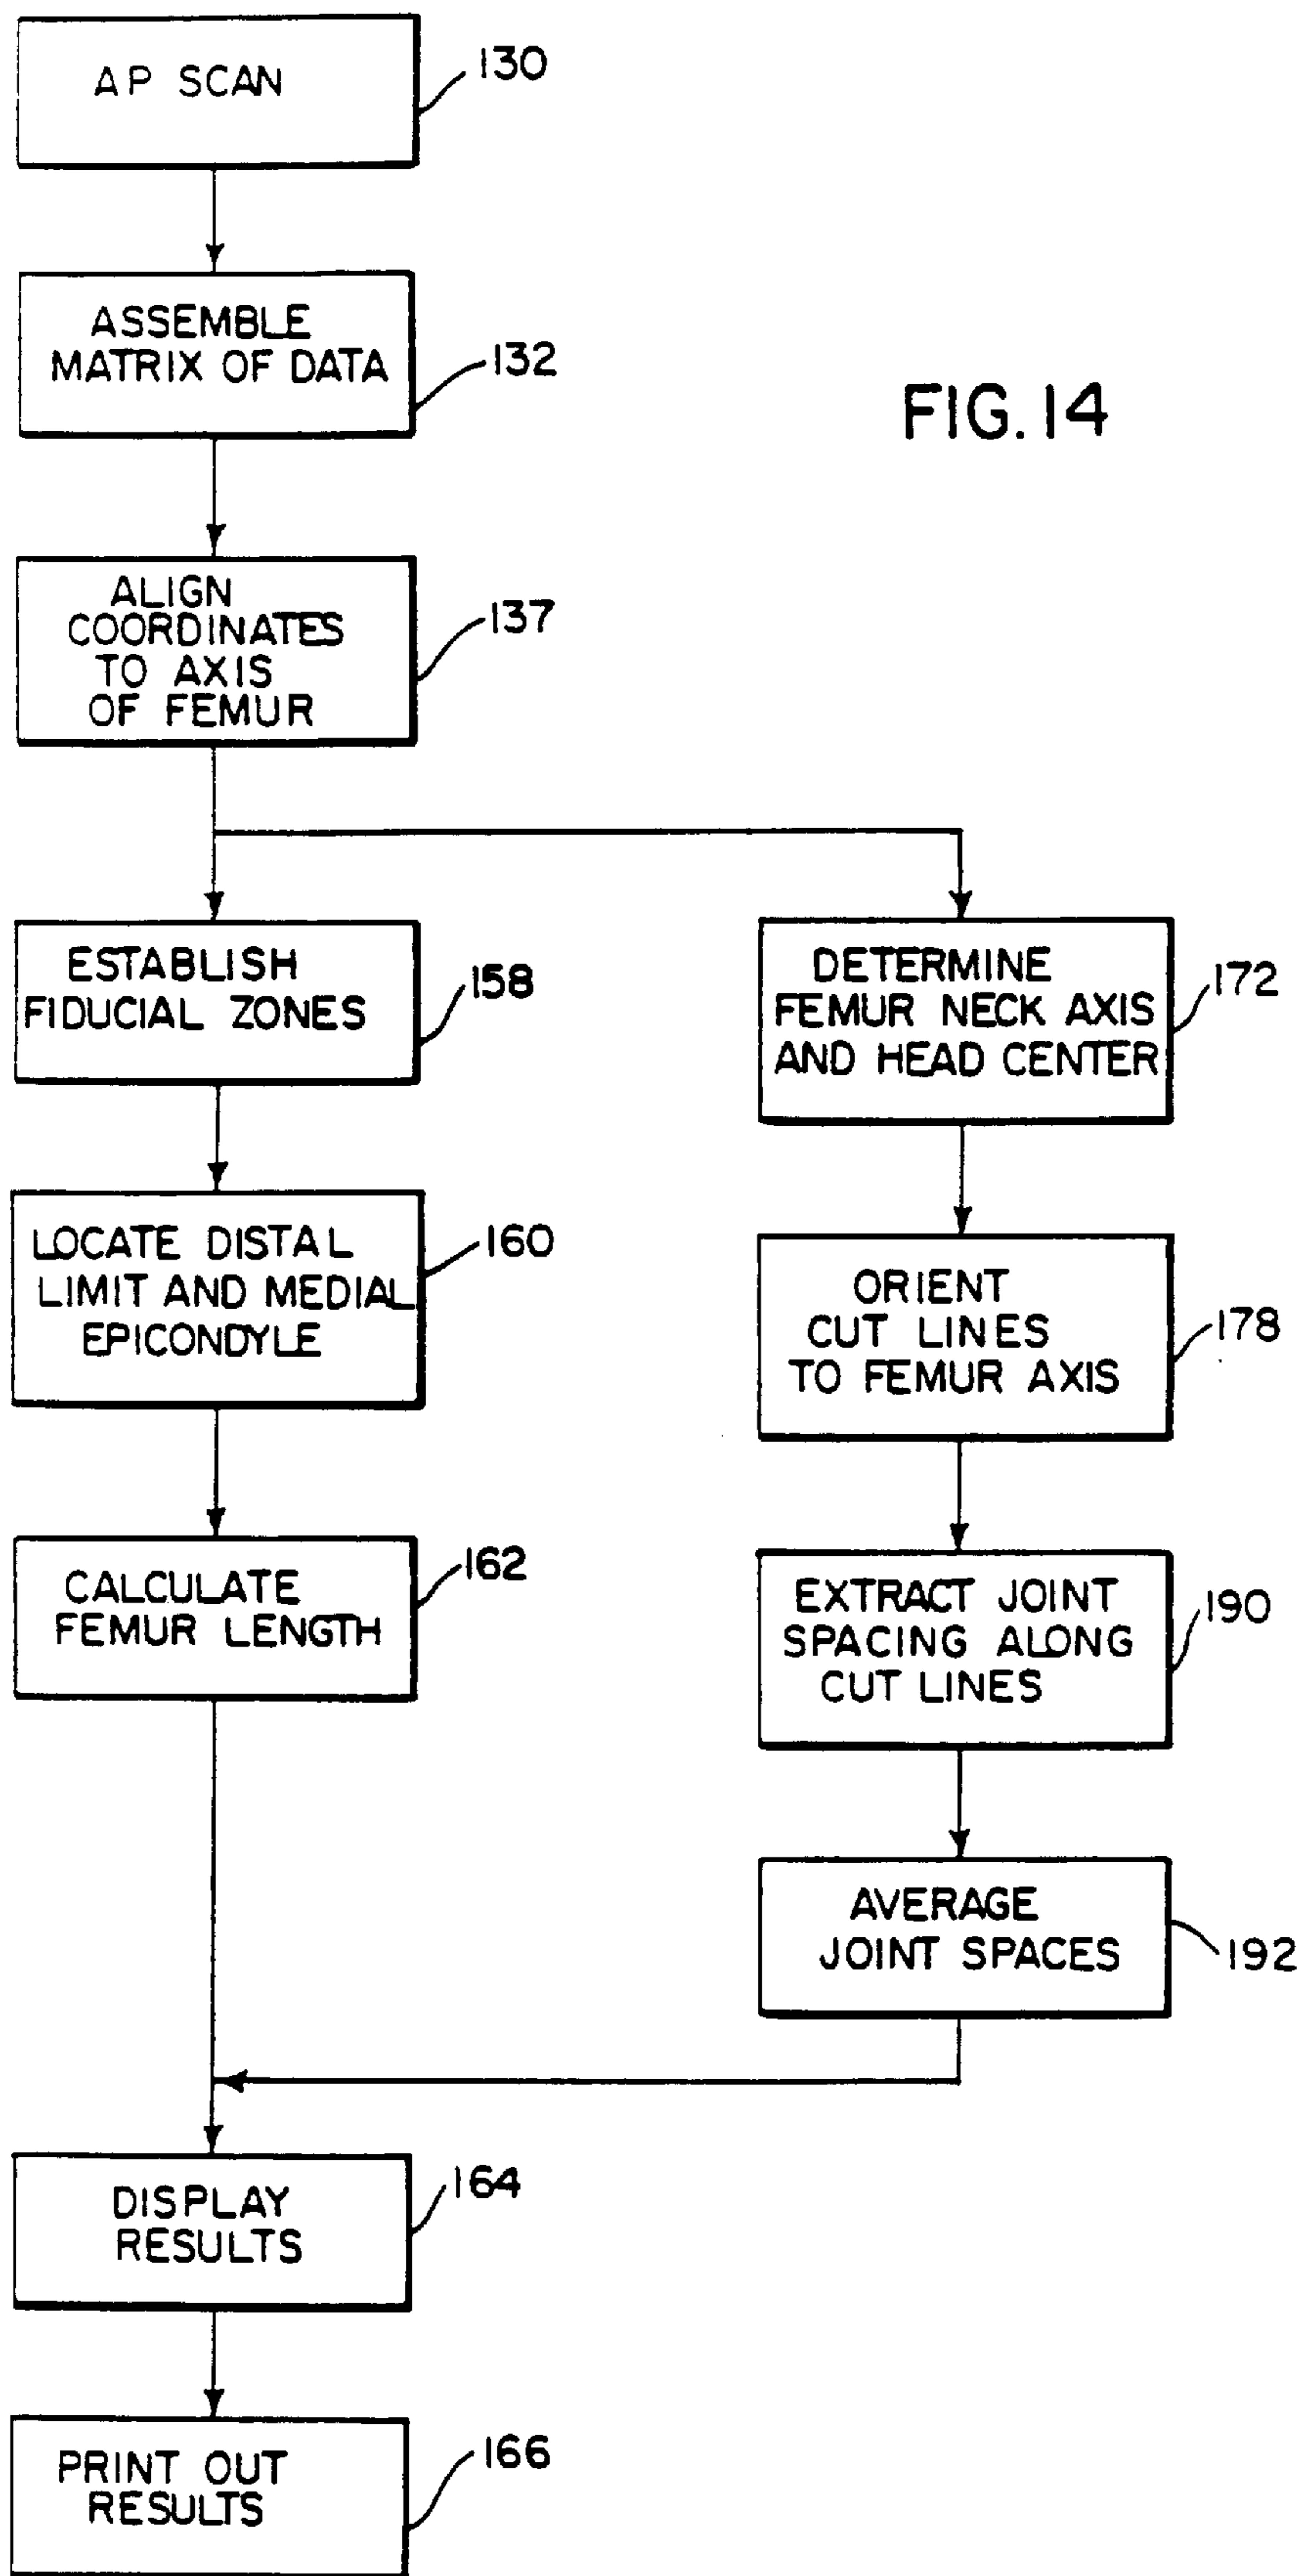 AP SCAN
130
ASSEMBLE
MATRIX OF DATA
132
FIG. 14
ALIGN
COORDINATES
TO AXIS
OF FEMUR
137
ESTABLISH
FIDUCIAL ZONES
158
DETERMINE
FEMUR NECK AXIS
AND HEAD CENTER
172
LOCATE DISTAL
LIMIT AND MEDIAL
EPICONDYLE
160
ORIENT
CUT LINES
TO FEMUR AXIS
178
CALCULATE
FEMUR LENGTH
162
EXTRACT JOINT
SPACING ALONG
CUT LINES
190
AVERAGE
JOINT SPACES
192
DISPLAY
RESULTS
164
PRINT OUT
RESULTS
166